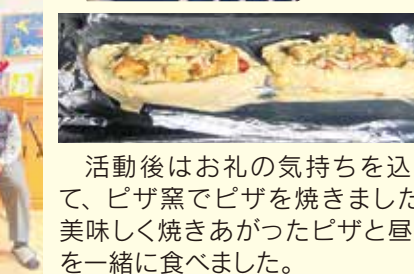 活動後はお礼の気持ちを込
て、ピザ窯でピザを焼きました
美味しく焼きあがったピザと昼
を一緒に食べました。